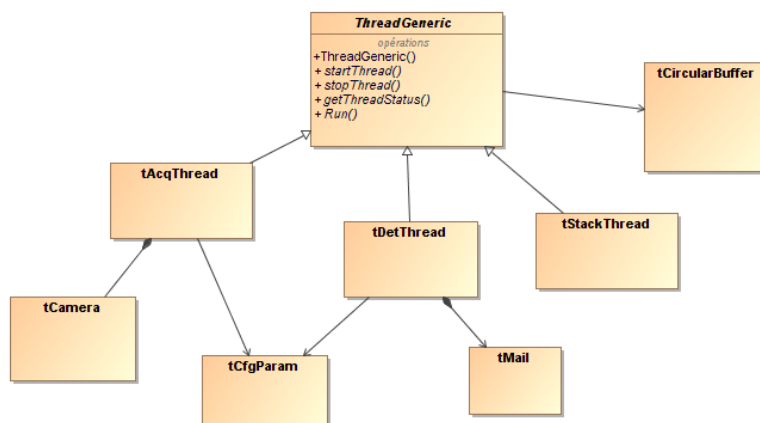 ThreadGeneric
opérations
+ThreadGeneric()
+ startThread()
+ stopThread()
+ getThreadStatus()
+ Run()
tCircularBuffer
tAcqThread
tDetThread
tStackThread
tCamera
tCfgParam
tMail